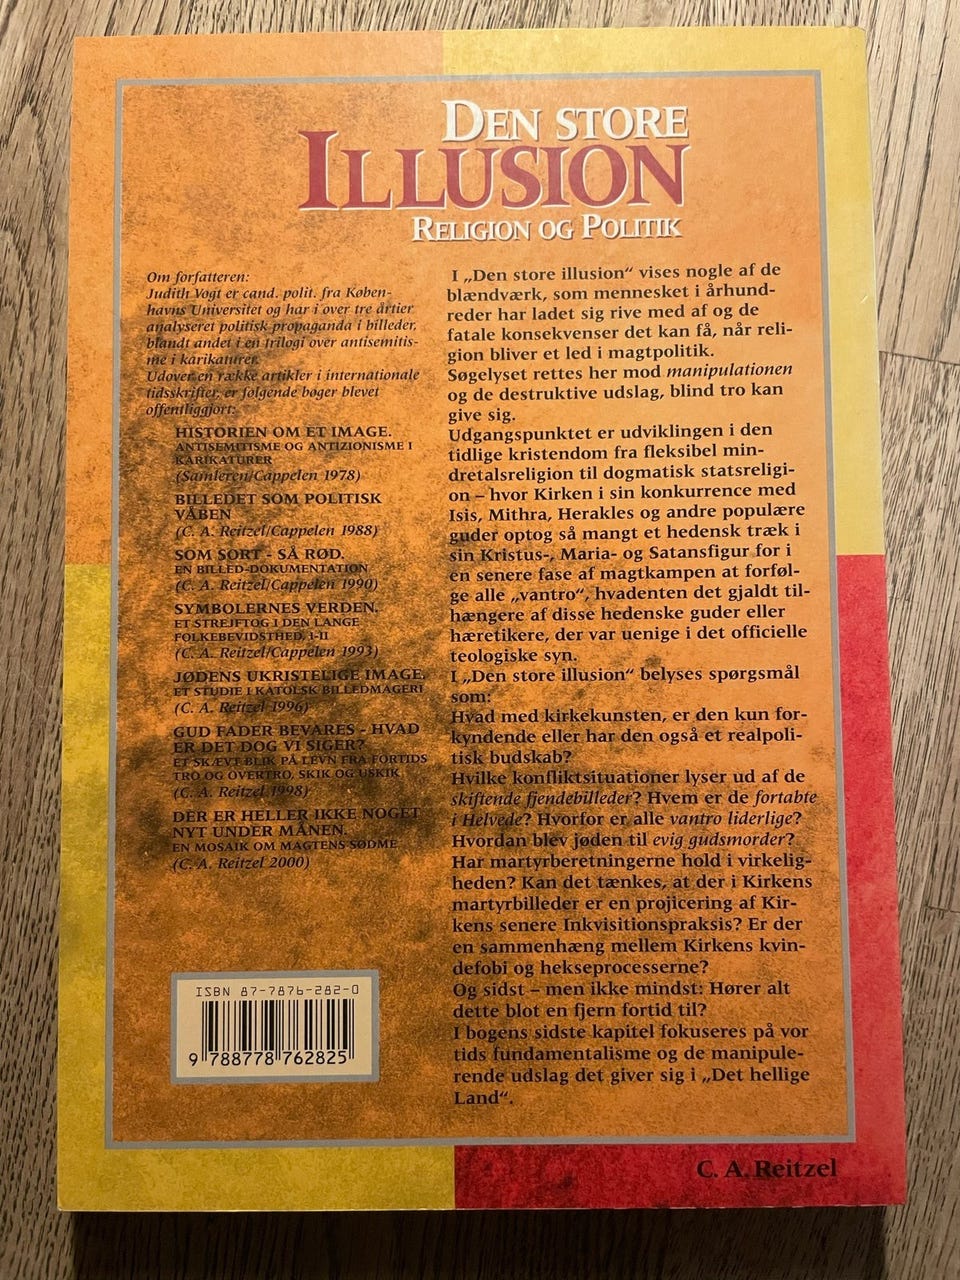 DEN STORE
ILLUSION
RELIGION OG POLITIK
Om forfatteren:
Judith Vogt er cand. polit. fra Køben-
havns Universitet og har i over tre årtier
analyseret politisk propaganda i billeder,
blandt andet i en trilogi over antisemitis-
me i karikaturer.
Udover en række artikler i internationale
tidsskrifter, er følgende bøger blevet
offentliggjort:
HISTORIEN OM ET IMAGE.
ANTISEMITISME OG ANTIZIONISME I
KARIKATURER
(Samleren/Cappelen 1978)
BILLEDET SOM POLITISK
VÅBEN
(C. A. Reitzel/Cappelen 1988)
SOM SORT - SÅ RØD.
EN BILLED-DOKUMENTATION
(C. A. Reitzel/Cappelen 1990)
SYMBOLERNES VERDEN.
ET STREJFTOG I DEN LANGE
FOLKEBEVIDSTHED, I-II
(C. A. Reitzel/Cappelen 1993)
JØDENS UKRISTELIGE IMAGE.
ET STUDIE I KATOLSK BILLEDMAGERI
(C. A. Reitzel 1996)
GUD FADER BEVARES - HVAD
ER DET DOG VI SIGER?
ET SKÆVT BLIK PÅ LEVN FRA FORTIDS
TRO OG OVERTRO, SKIK OG USKIK
(C. A. Reitzel 1998)
DER ER HELLER IKKE NOGET
NYT UNDER MÅNEN.
EN MOSAIK OM MAGTENS SØDME
(C. A. Reitzel 2000)
ISBN 87-7876-282-0
9 788778 762825
I „Den store illusion“ vises nogle af de
blændværk, som mennesket i århund-
reder har ladet sig rive med af og de
fatale konsekvenser det kan få, når reli-
gion bliver et led i magtpolitik.
Søgelyset rettes her mod manipulationen
og de destruktive udslag, blind tro kan
give sig.
Udgangspunktet er udviklingen i den
tidlige kristendom fra fleksibel min-
dretalsreligion til dogmatisk statsreligi-
on – hvor Kirken i sin konkurrence med
Isis, Mithra, Herakles og andre populære
guder optog så mangt et hedensk træk i
sin Kristus-, Maria- og Satansfigur for i
en senere fase af magtkampen at forføl-
ge alle „vantro“, hvadenten det gjaldt til-
hængere af disse hedenske guder eller
hæretikere, der var uenige i det officielle
teologiske syn.
I „Den store illusion“ belyses spørgsmål
som:
Hvad med kirkekunsten, er den kun for-
kyndende eller har den også et realpoli-
tisk budskab?
Hvilke konfliktsituationer lyser ud af de
skiftende fjendebilleder? Hvem er de fortabte
i Helvede? Hvorfor er alle vantro liderlige?
Hvordan blev jøden til evig gudsmorder?
Har martyrberetningerne hold i virkelig-
heden? Kan det tænkes, at der i Kirkens
martyrbilleder er en projicering af Kir-
kens senere Inkvisitionspraksis? Er der
en sammenhæng mellem Kirkens kvin-
defobi og hekseprocesserne?
Og sidst – men ikke mindst: Hører alt
dette blot en fjern fortid til?
I bogens sidste kapitel fokuseres på vor
tids fundamentalisme og de manipule-
rende udslag det giver sig i „Det hellige
Land“.
C. A. Reitzel